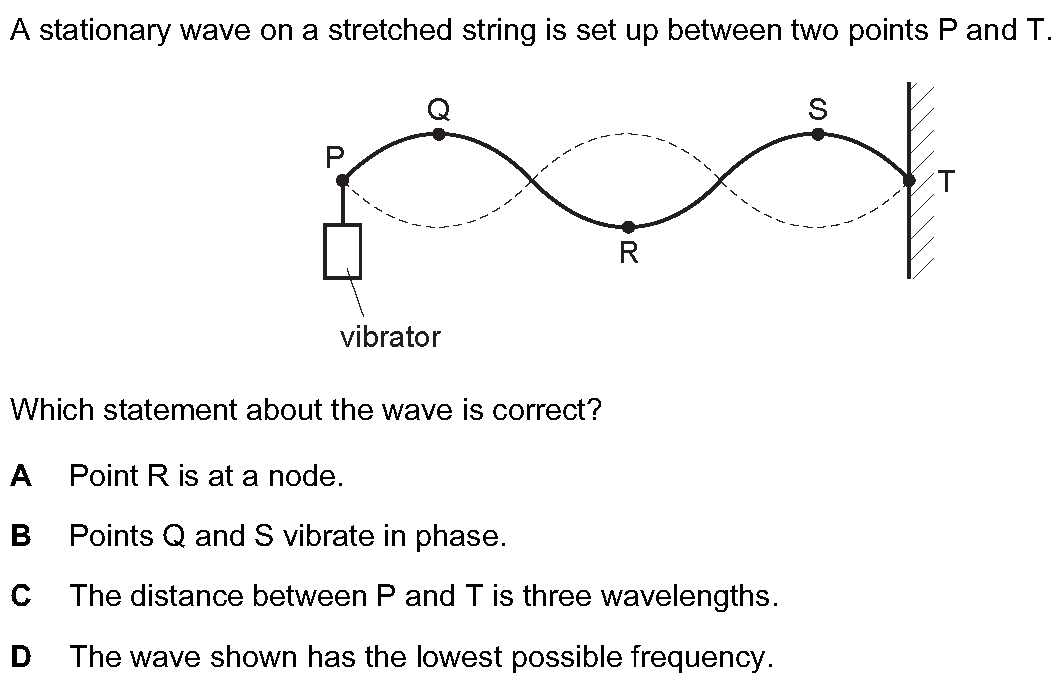 A stationary wave on a stretched string is set up between two points P and T.
Q
S
P
T
R
vibrator
Which statement about the wave is correct?
A Point R is at a node.
B Points Q and S vibrate in phase.
C The distance between P and T is three wavelengths.
D The wave shown has the lowest possible frequency.